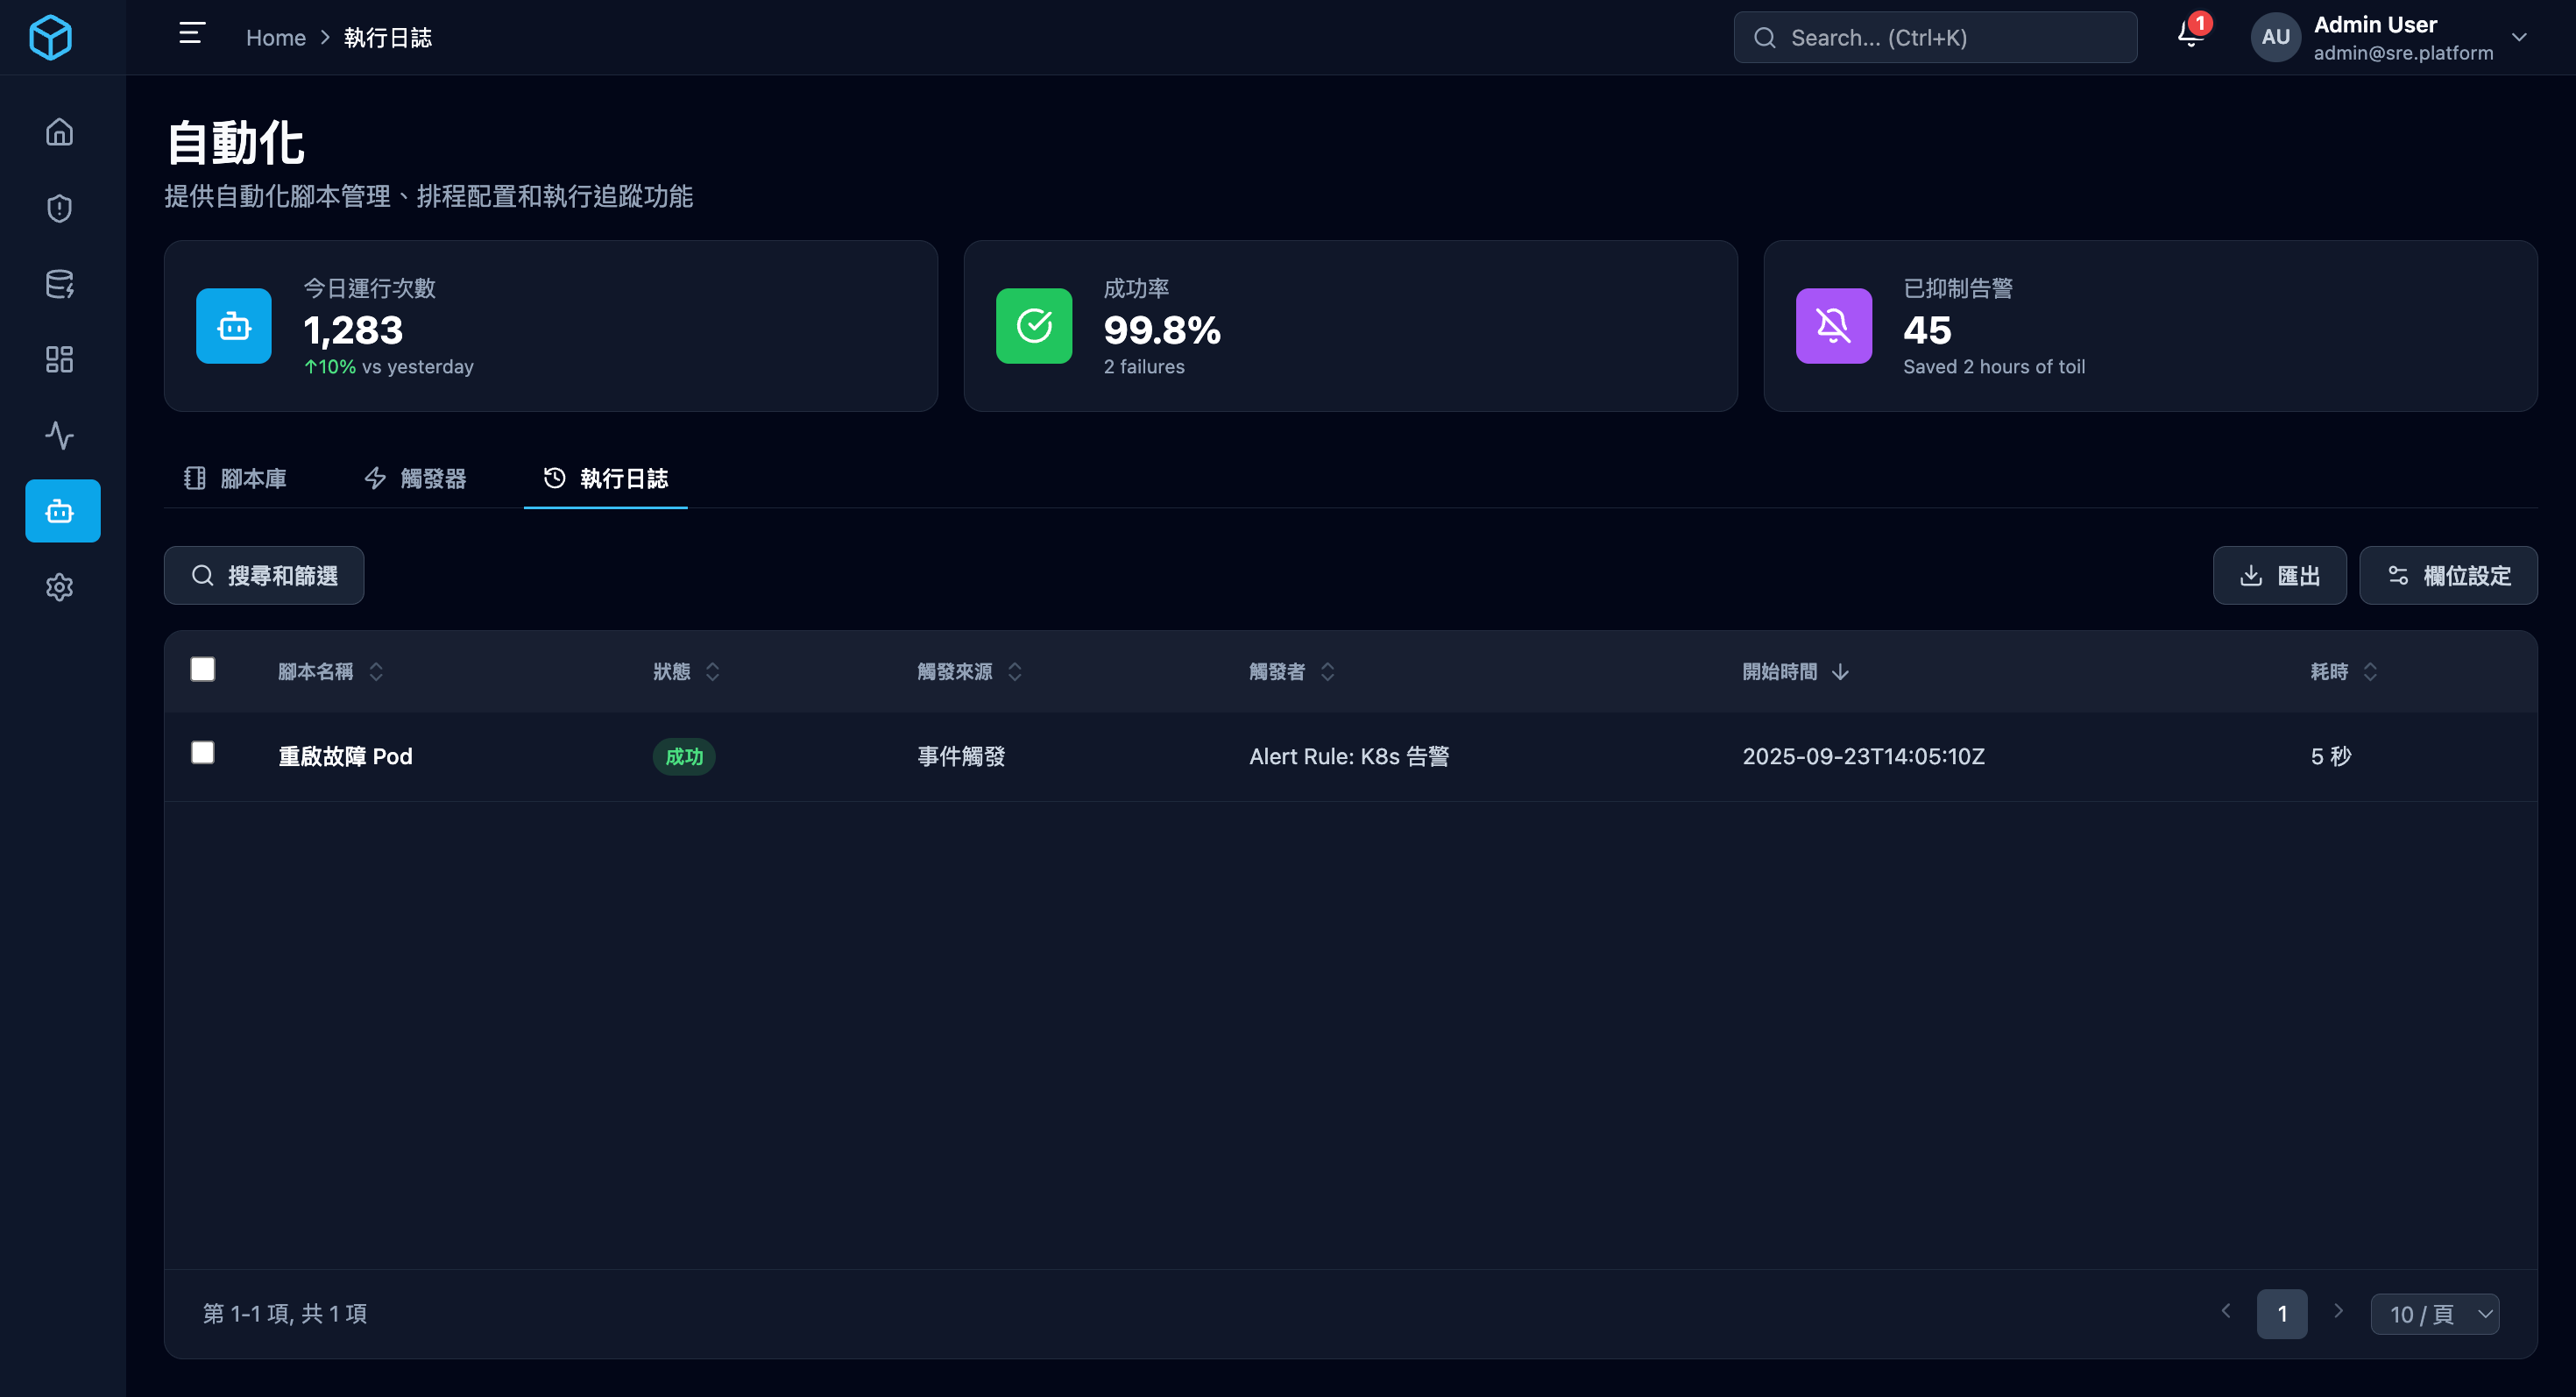 Home > 執行日誌
Search... (Ctrl+K)
1
AU
Admin User
admin@sre.platform
自動化
提供自動化腳本管理、排程配置和執行追蹤功能
今日運行次數
1,283
↑10% vs yesterday
成功率
99.8%
2 failures
已抑制告警
45
Saved 2 hours of toil
腳本庫
觸發器
執行日誌
搜尋和篩選
匯出
欄位設定
腳本名稱 狀態 觸發來源 觸發者 開始時間 耗時
重啟故障 Pod 成功 事件觸發 Alert Rule: K8s 告警 2025-09-23T14:05:10Z 5 秒
第 1-1 項, 共 1 項
1
10 / 頁